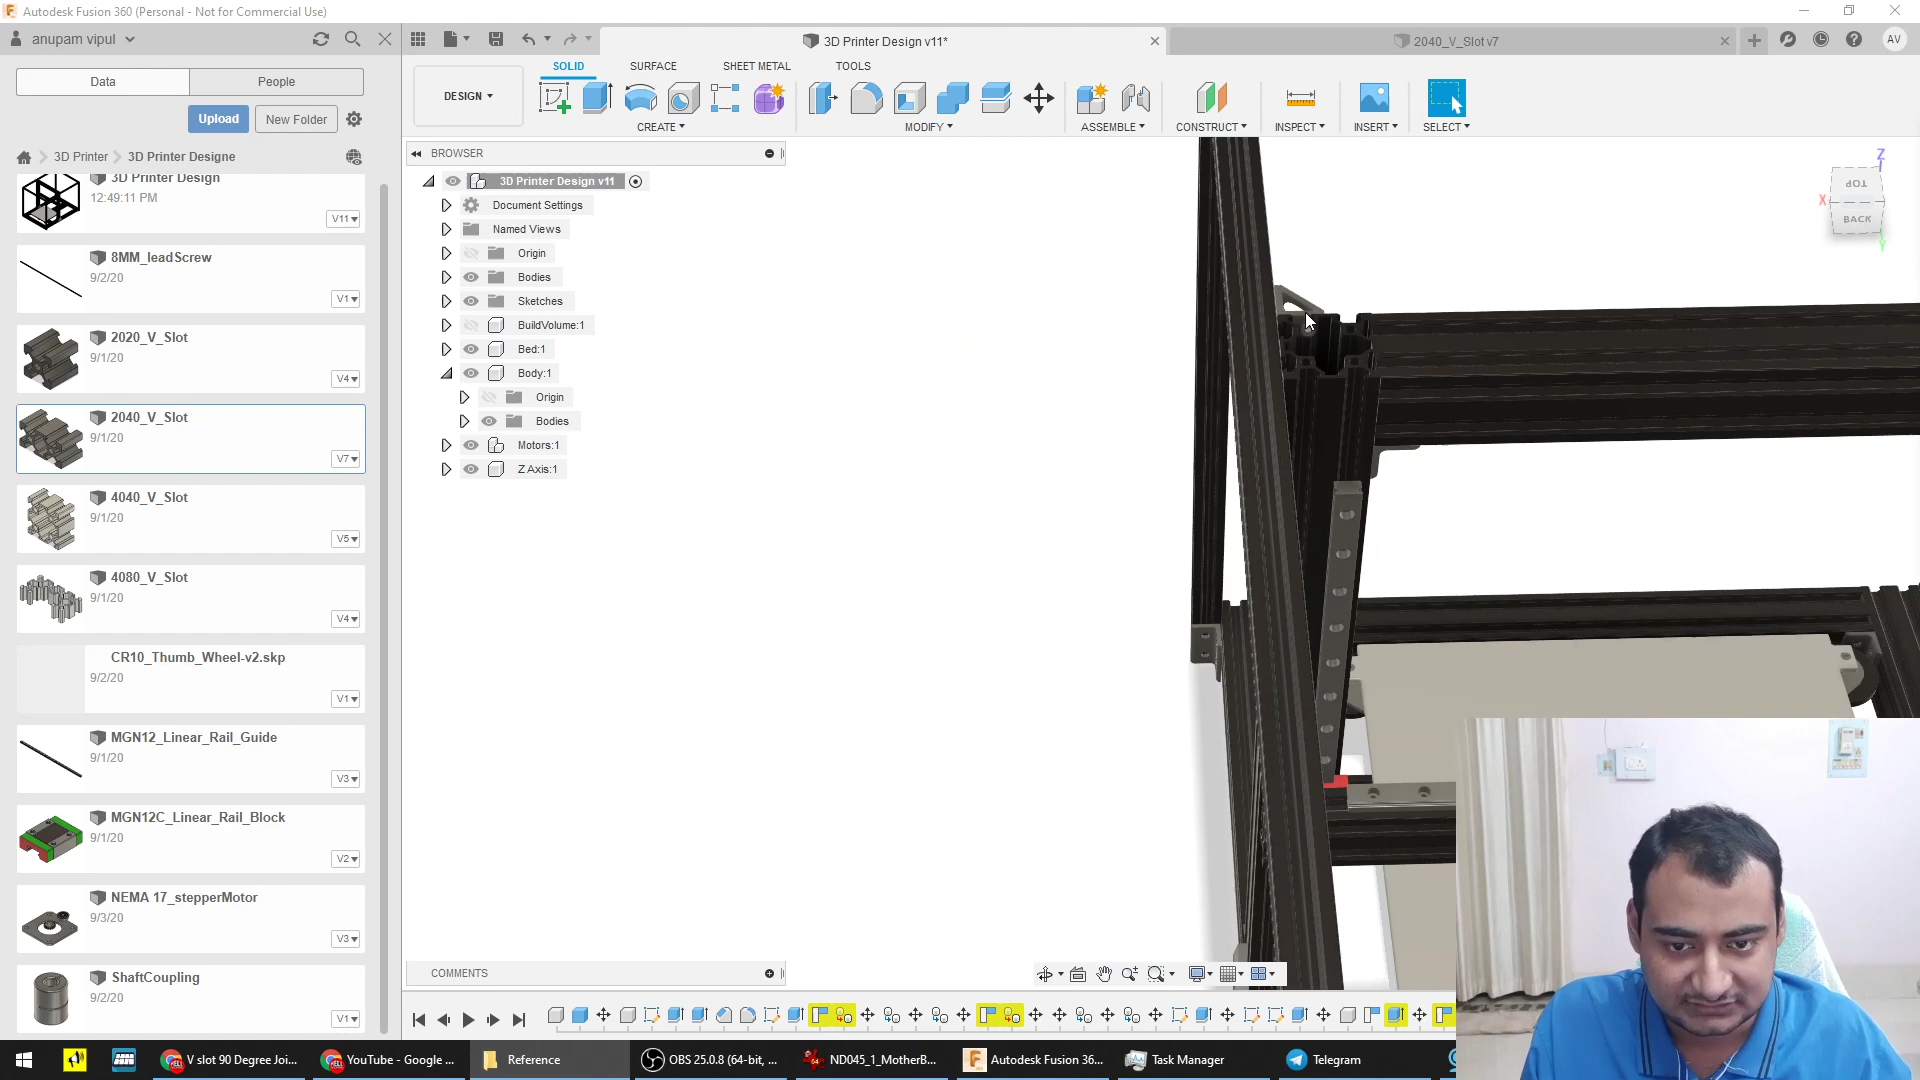 Autodesk Fusion 360 (Personal - Not for Commercial Use)
anupam vipul
3D Printer Design v11*
2040_V_Slot v7
AV
Data
People
Upload
New Folder
3D Printer
3D Printer Designe
3D Printer Design
12:49:11 PM
V11
8MM_leadScrew
9/2/20
V1
2020_V_Slot
9/1/20
V4
2040_V_Slot
9/1/20
V7
4040_V_Slot
9/1/20
V5
4080_V_Slot
9/1/20
V4
CR10_Thumb_Wheel-v2.skp
9/2/20
V1
MGN12_Linear_Rail_Guide
9/1/20
V3
MGN12C_Linear_Rail_Block
9/1/20
V2
NEMA 17_stepperMotor
9/3/20
V3
ShaftCoupling
9/2/20
V1
DESIGN
SOLID
SURFACE
SHEET METAL
TOOLS
CREATE
MODIFY
ASSEMBLE
CONSTRUCT
INSPECT
INSERT
SELECT
BROWSER
3D Printer Design v11
Document Settings
Named Views
Origin
Bodies
Sketches
BuildVolume:1
Bed:1
Body:1
Origin
Bodies
Motors:1
Z Axis:1
Z
TOP
X
BACK
Y
COMMENTS
V slot 90 Degree Joi...
YouTube - Google ...
Reference
OBS 25.0.8 (64-bit, ...
ND045_1_MotherB...
Autodesk Fusion 36...
Task Manager
Telegram